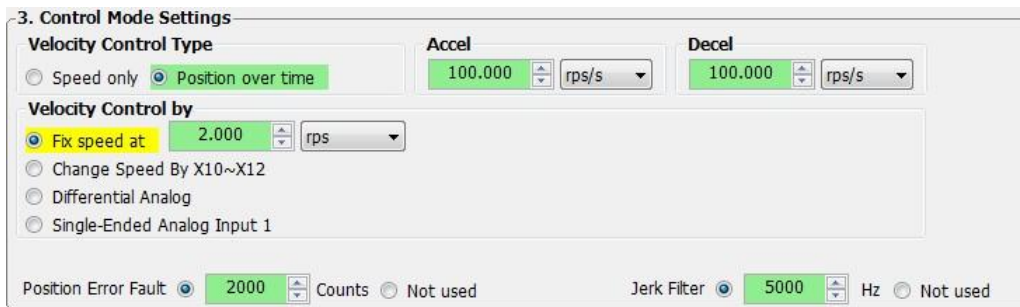 3. Control Mode Settings
Velocity Control Type
Accel
Decel
Speed only Position over time
100.000 rps/s
100.000 rps/s
Velocity Control by
Fix speed at 2.000 rps
Change Speed By X10~X12
Differential Analog
Single-Ended Analog Input 1
Position Error Fault 2000 Counts Not used Jerk Filter 5000 Hz Not used